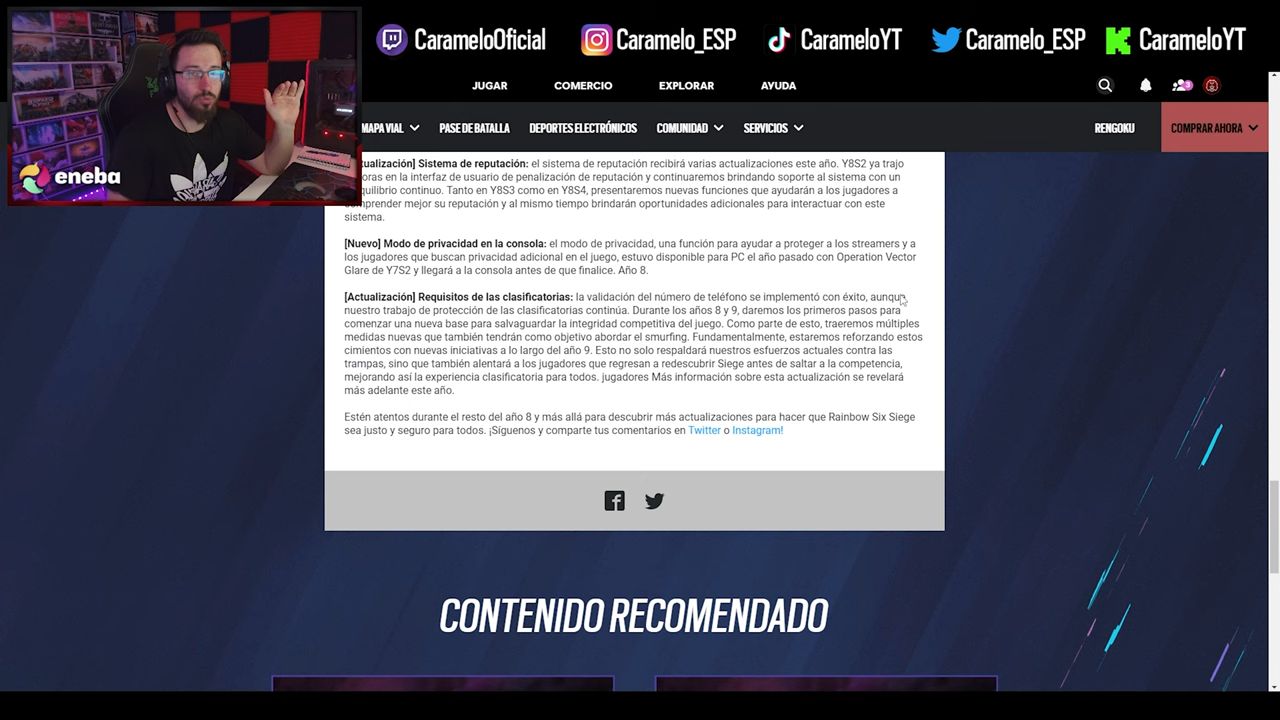 CarameloOficial
Caramelo_ESP
CarameloYT
Caramelo_ESP
CarameloYT
JUGAR
COMERCIO
EXPLORAR
AYUDA
3
MAPA VIAL
PASE DE BATALLA
DEPORTES ELECTRÓNICOS
COMUNIDAD
SERVICIOS
RENGOKU
COMPRAR AHORA
eneba
adidas
tualización] Sistema de reputación: el sistema de reputación recibirá varias actualizaciones este año. Y8S2 ya trajo
oras en la interfaz de usuario de penalización de reputación y continuaremos brindando soporte al sistema con un
quilibrio continuo. Tanto en Y8S3 como en Y8S4, presentaremos nuevas funciones que ayudarán a los jugadores a
mprender mejor su reputación y al mismo tiempo brindarán oportunidades adicionales para interactuar con este
sistema.
[Nuevo] Modo de privacidad en la consola: el modo de privacidad, una función para ayudar a proteger a los streamers y a
los jugadores que buscan privacidad adicional en el juego, estuvo disponible para PC el año pasado con Operation Vector
Glare de Y7S2 y llegará a la consola antes de que finalice. Año 8.
[Actualización] Requisitos de las clasificatorias: la validación del número de teléfono se implementó con éxito, aunque
nuestro trabajo de protección de las clasificatorias continúa. Durante los años 8 y 9, daremos los primeros pasos para
comenzar una nueva base para salvaguardar la integridad competitiva del juego. Como parte de esto, traeremos múltiples
medidas nuevas que también tendrán como objetivo abordar el smurfing. Fundamentalmente, estaremos reforzando estos
cimientos con nuevas iniciativas a lo largo del año 9. Esto no solo respaldará nuestros esfuerzos actuales contra las
trampas, sino que también alentará a los jugadores que regresan a redescubrir Siege antes de saltar a la competencia,
mejorando así la experiencia clasificatoria para todos. jugadores Más información sobre esta actualización se revelará
más adelante este año.
Estén atentos durante el resto del año 8 y más allá para descubrir más actualizaciones para hacer que Rainbow Six Siege
sea justo y seguro para todos. ¡Síguenos y comparte tus comentarios en Twitter o Instagram!
CONTENIDO RECOMENDADO